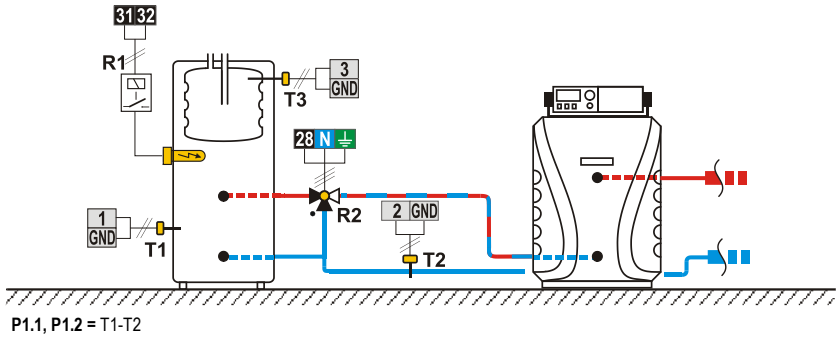 31 32
R1
3
GND
T3
28 N
R2
1
GND
T1
2 GND
T2
P1.1, P1.2 = T1-T2